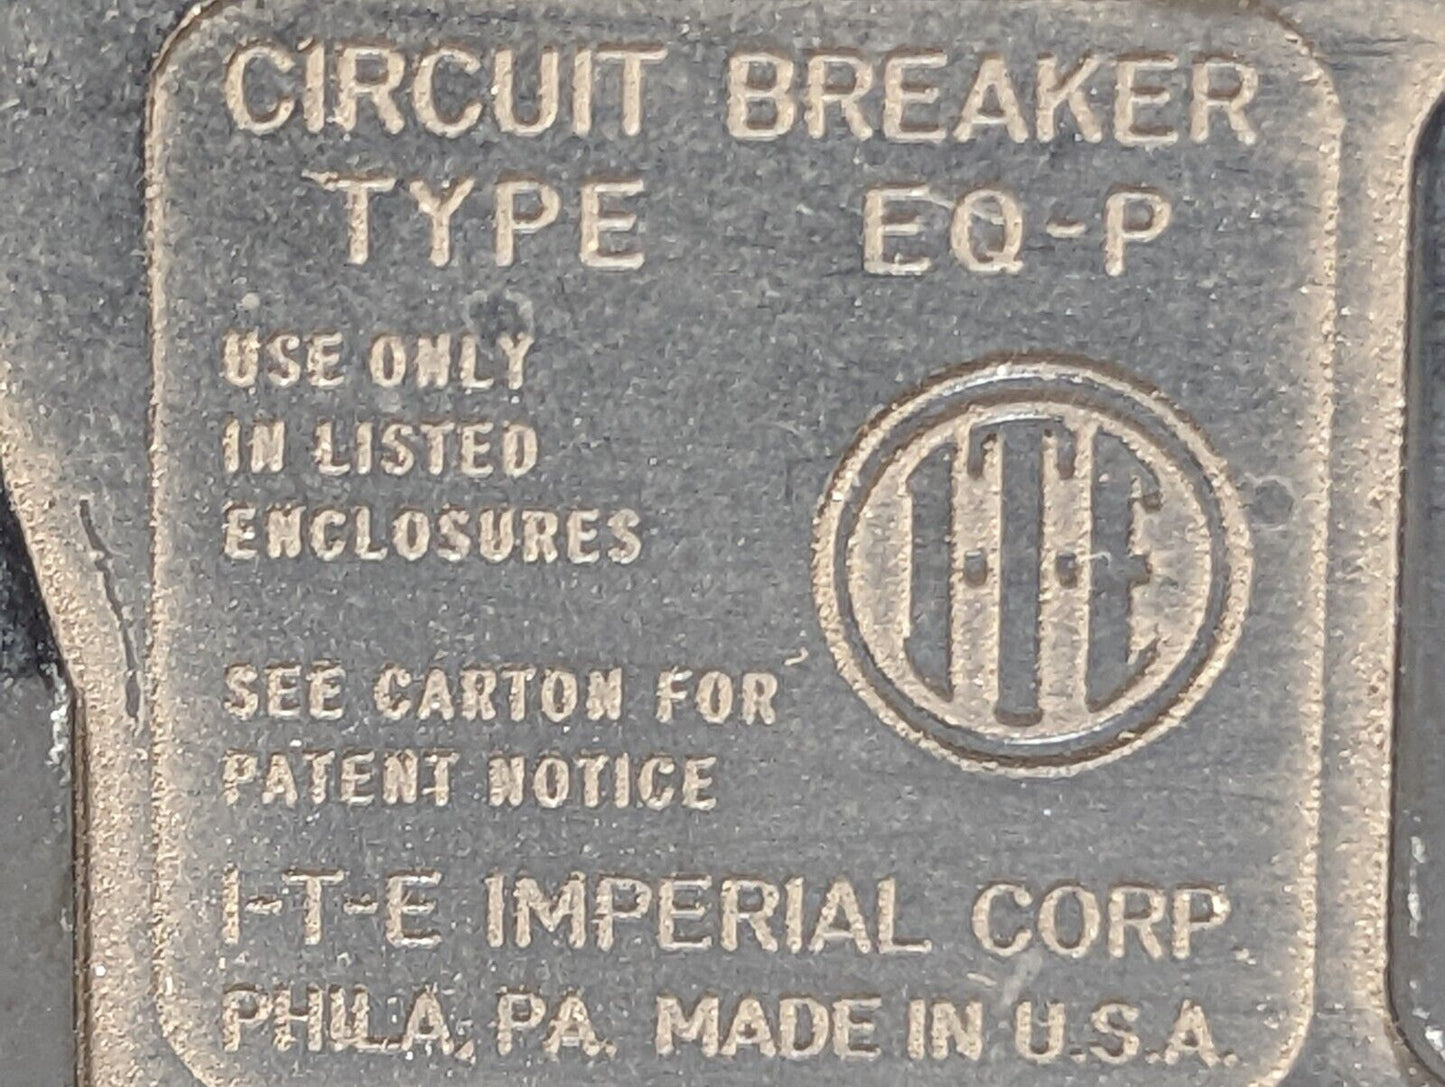 CIRCUIT BREAKER
TYPE EQ-P
USE ONLY
IN LISTED
ENCLOSURES
ITE
SEE CARTON FOR
PATENT NOTICE
I-T-E IMPERIAL CORP.
PHILA, PA. MADE IN U.S.A.